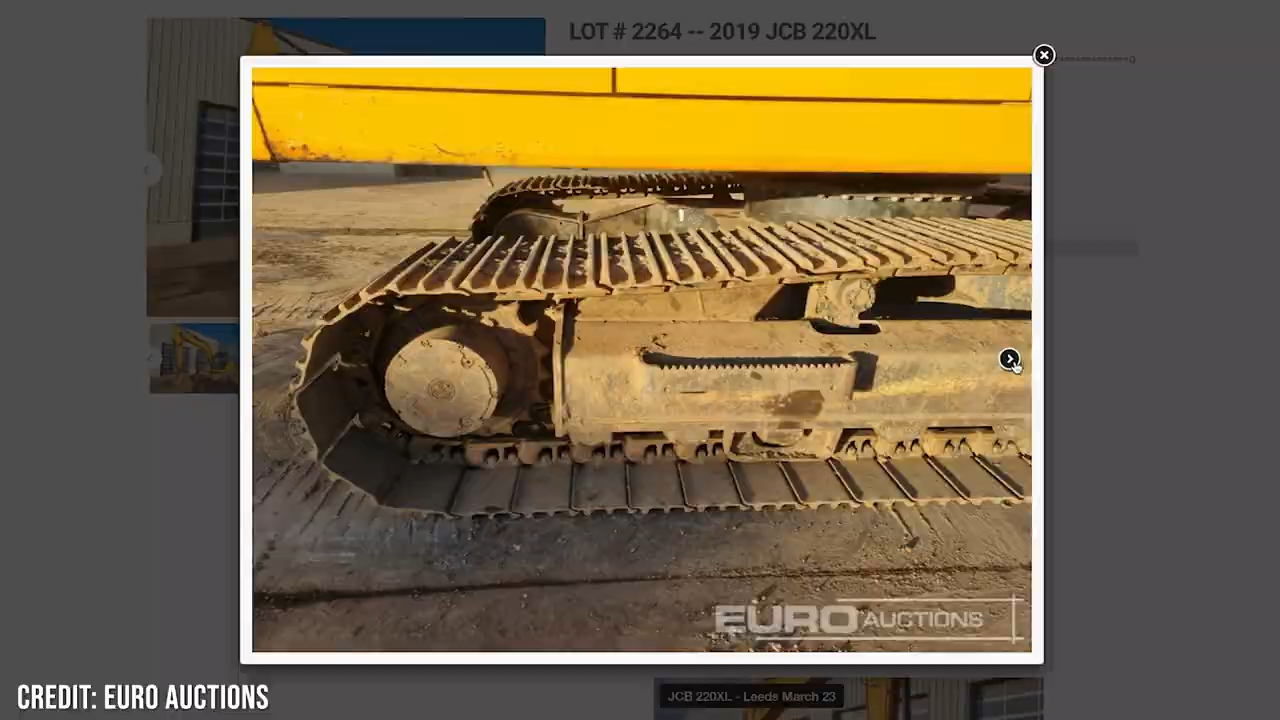 LOT # 2264 -- 2019 JCB 220XL
EURO AUCTIONS
JCB 220XL - Leeds March 23
CREDIT: EURO AUCTIONS